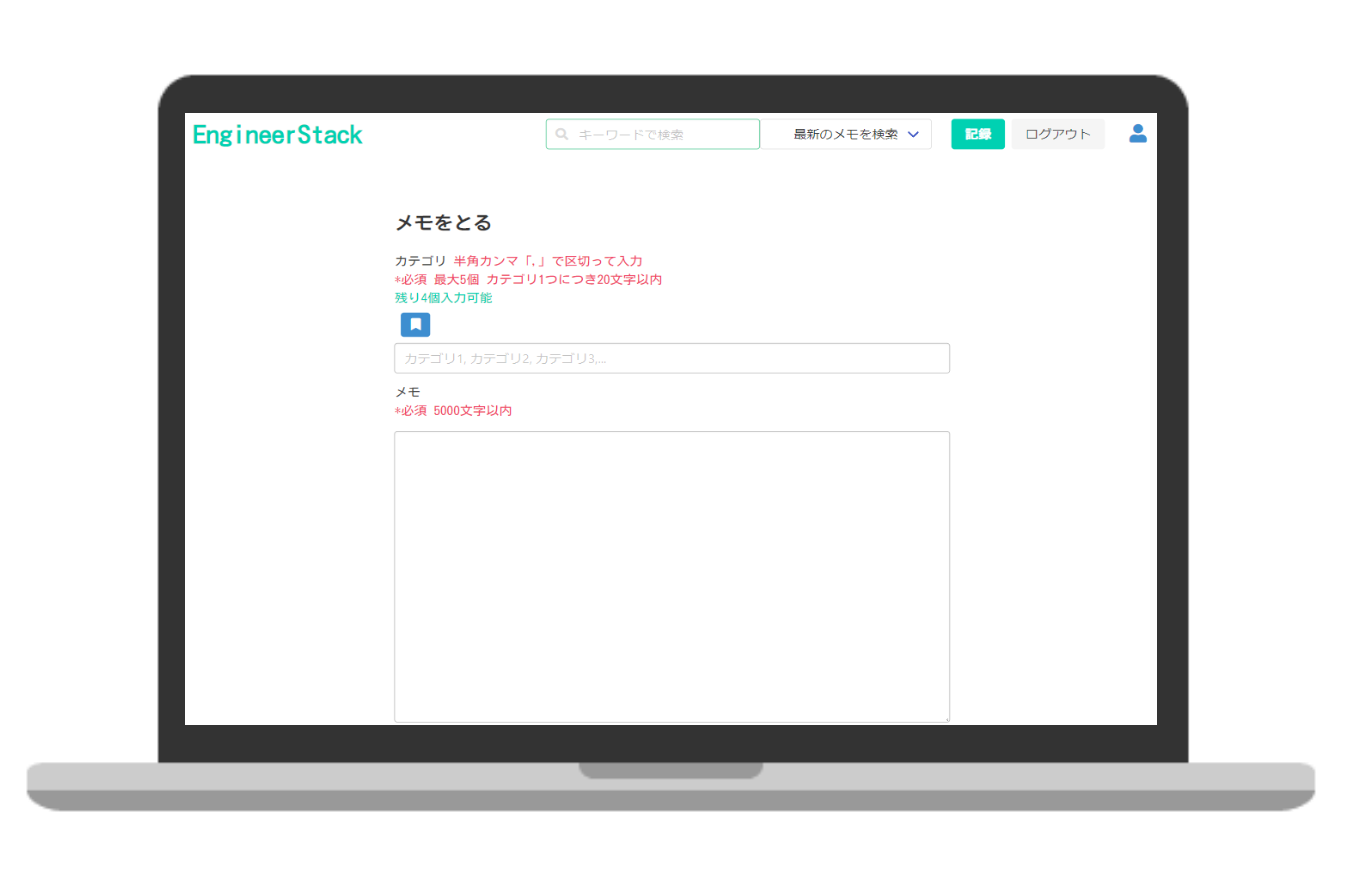 EngineerStack キーワードで検索 最新のメモを検索 記録 ログアウト
メモをとる
カテゴリ 半角カンマ「,」で区切って入力
*必須 最大5個 カテゴリ1つにつき20文字以内
残り4個入力可能
カテゴリ1, カテゴリ2, カテゴリ3,...
メモ
*必須 5000文字以内